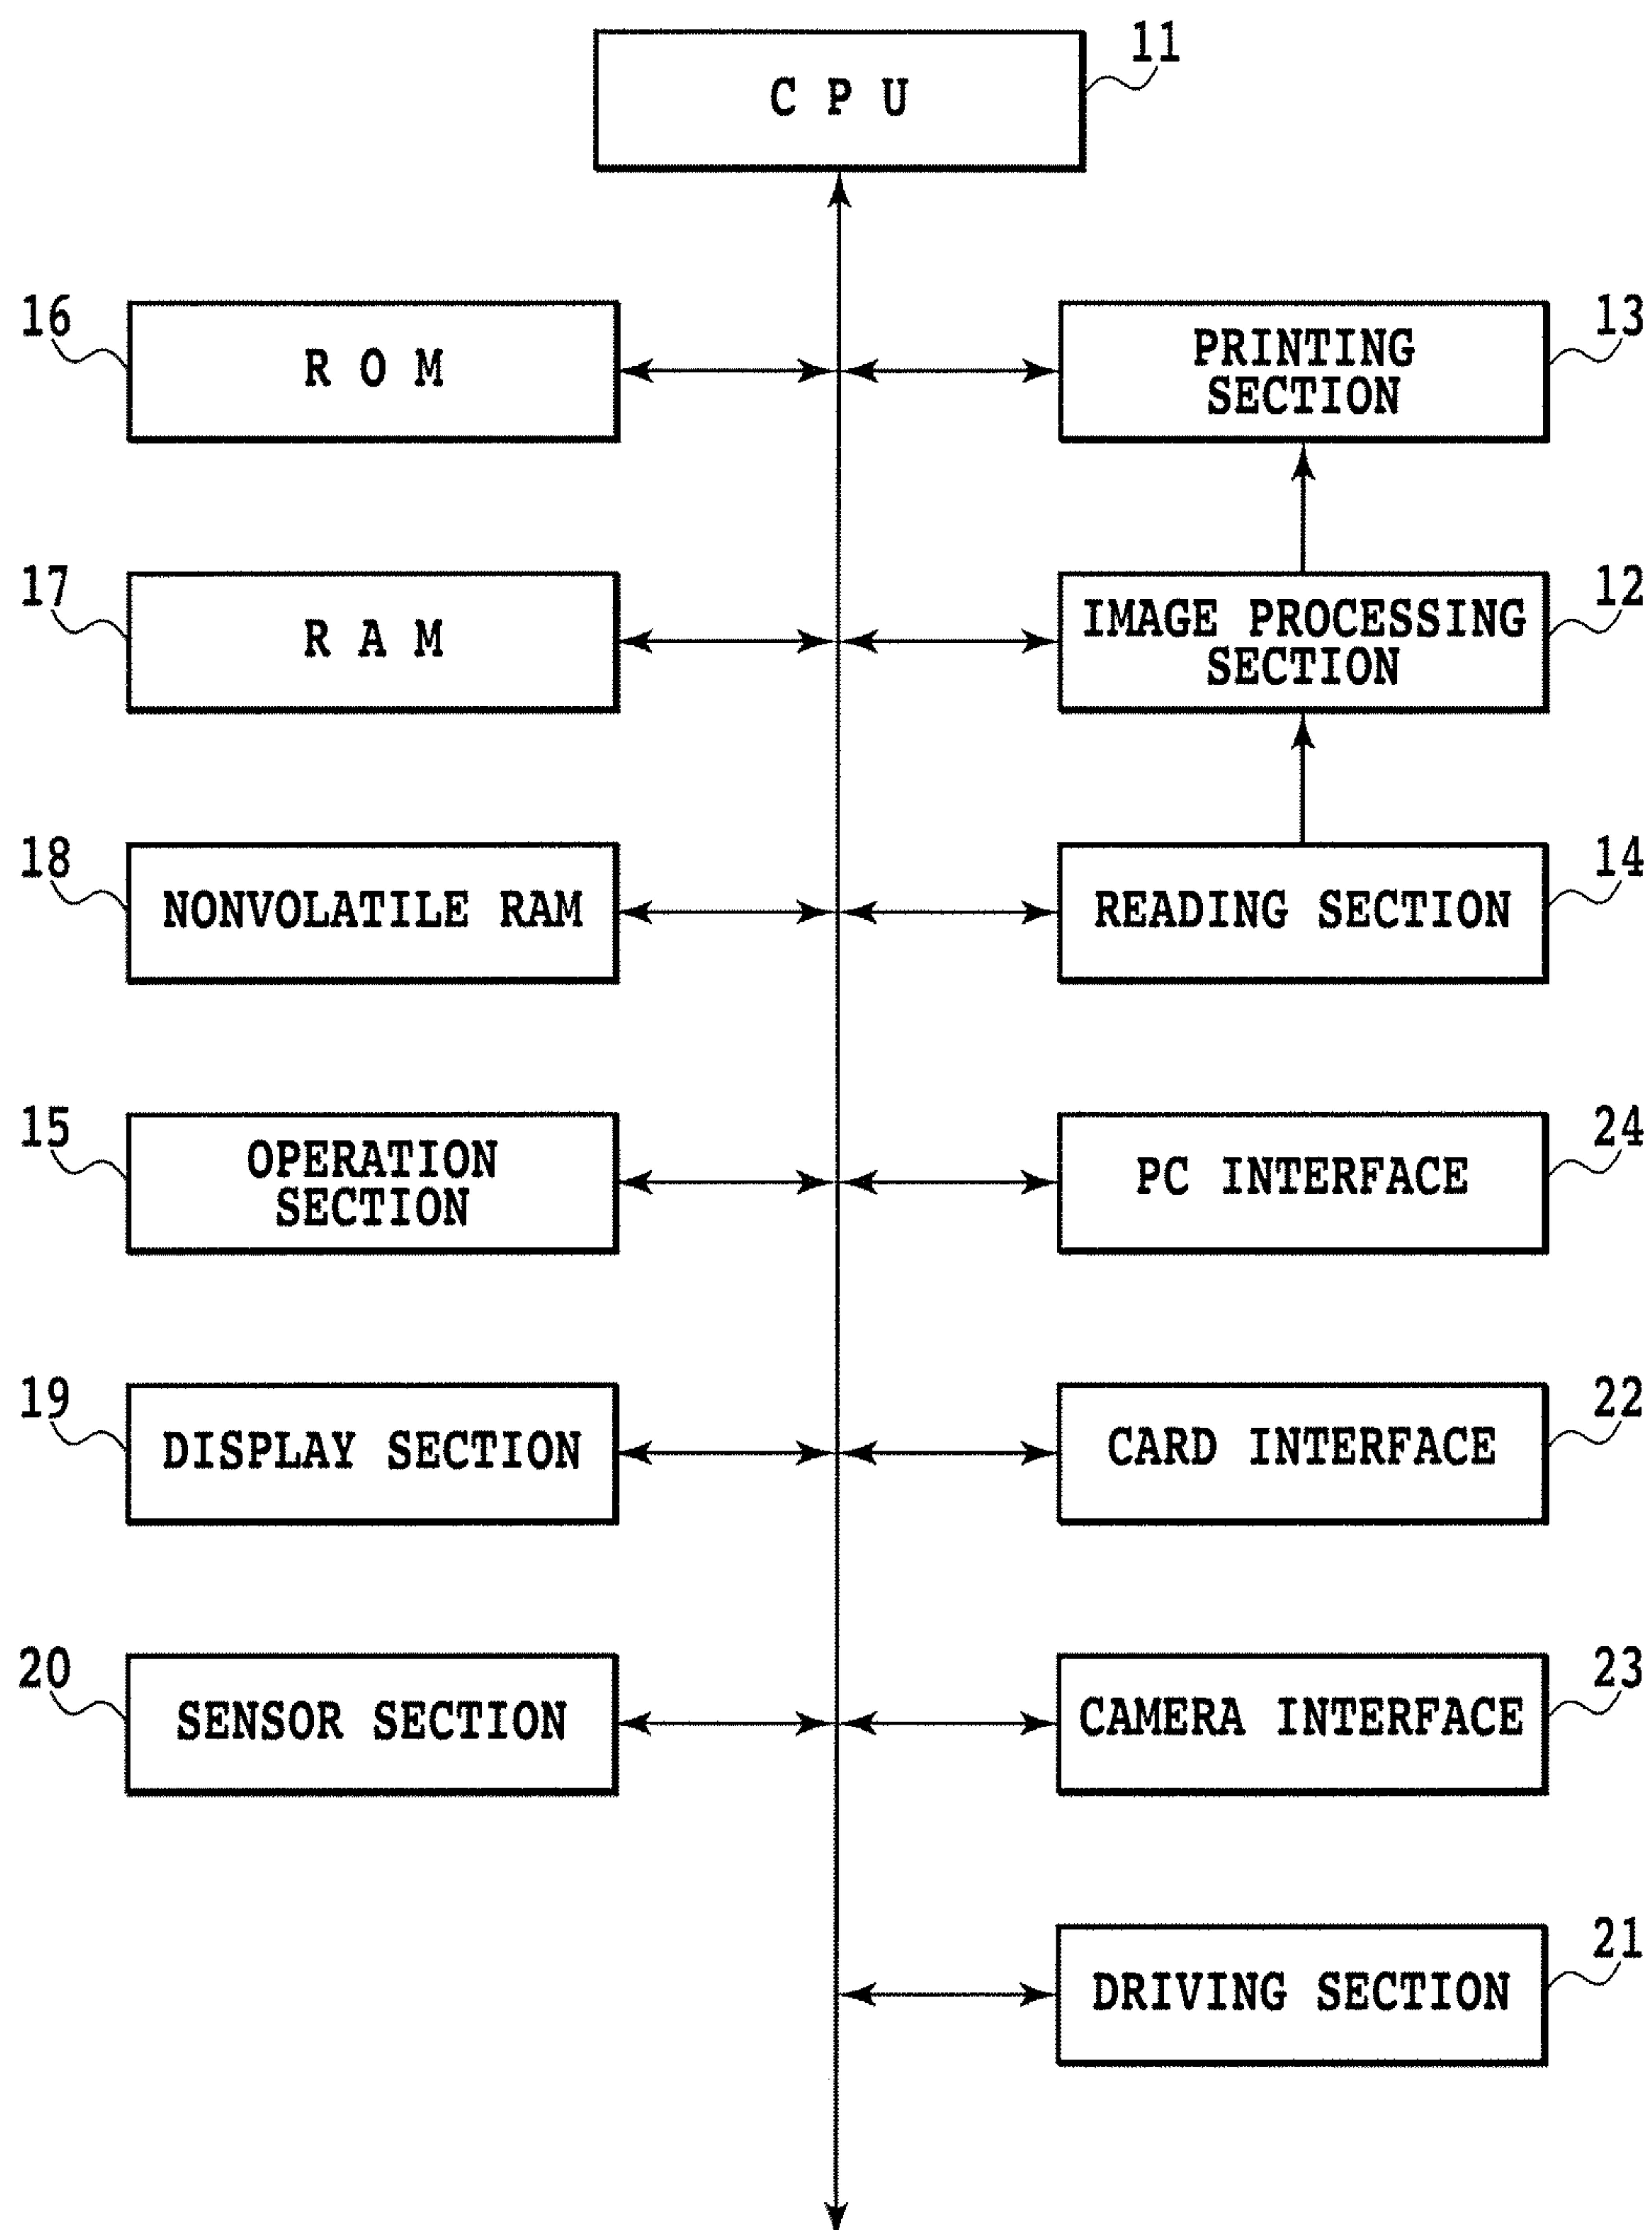 11
C P U
16
R O M
13
PRINTING
SECTION
17
R A M
12
IMAGE PROCESSING
SECTION
18
NONVOLATILE RAM
14
READING SECTION
15
OPERATION
SECTION
24
PC INTERFACE
19
DISPLAY SECTION
22
CARD INTERFACE
20
SENSOR SECTION
23
CAMERA INTERFACE
21
DRIVING SECTION